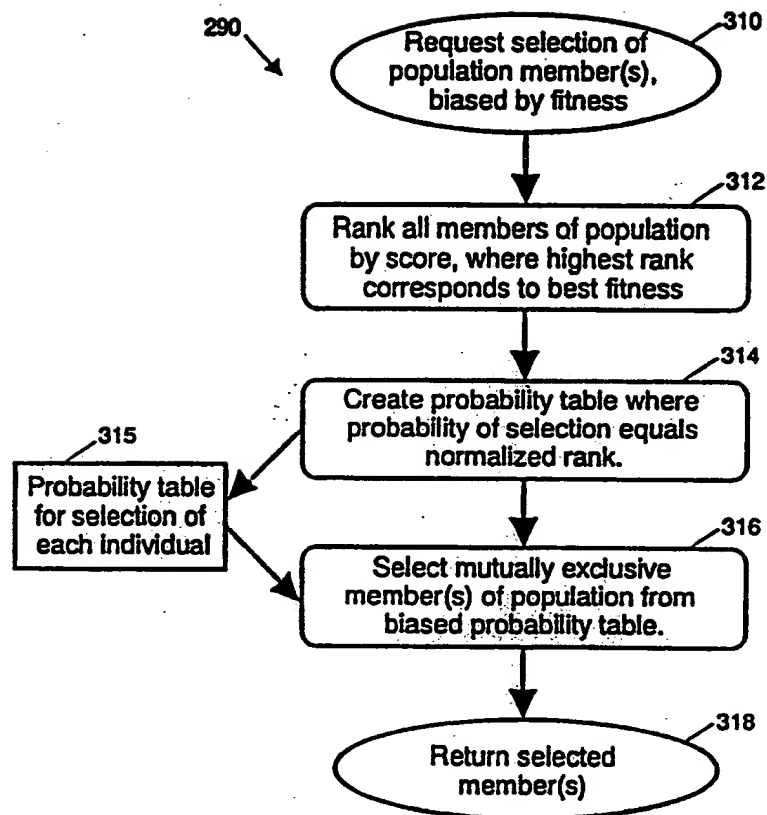 290
310
Request selection of
population member(s),
biased by fitness
312
Rank all members of population
by score, where highest rank
corresponds to best fitness
314
Create probability table where
probability of selection equals
normalized rank.
315
Probability table
for selection of
each individual
316
Select mutually exclusive
member(s) of population from
biased probability table.
318
Return selected
member(s)